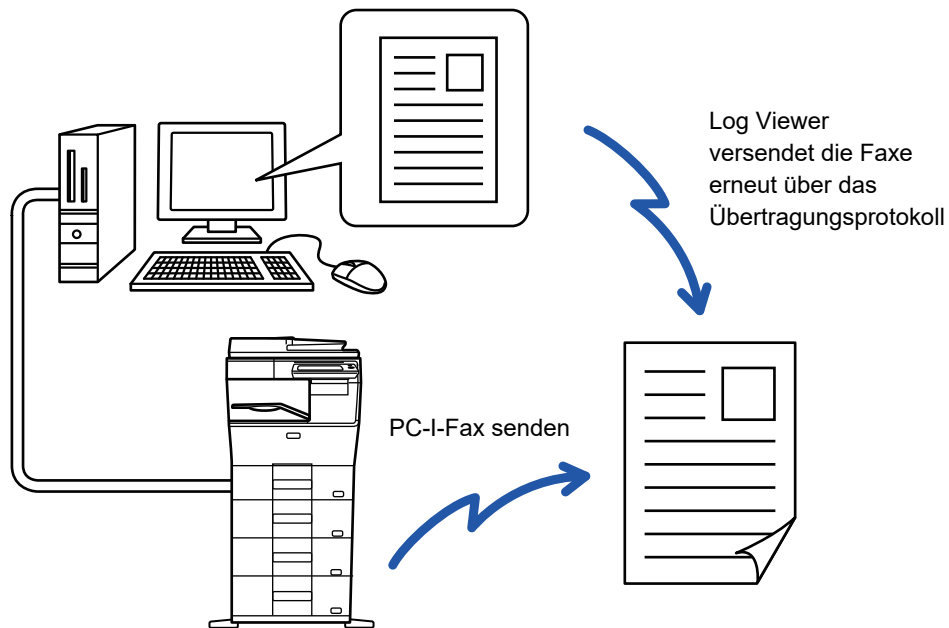 Log Viewer
versendet die Faxe
erneut über das
Übertragungsprotokoll
PC-I-Fax senden